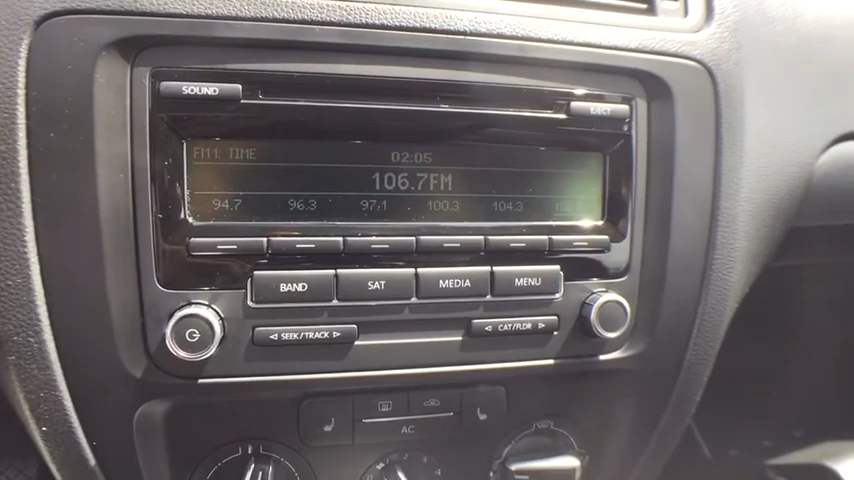 SOUND
EJECT
FM1: TIME 02:05
106.7FM
94.7 96.3 97.1 100.3 104.3
BAND SAT MEDIA MENU
SEEK/TRACK CAT/FLDR
AC